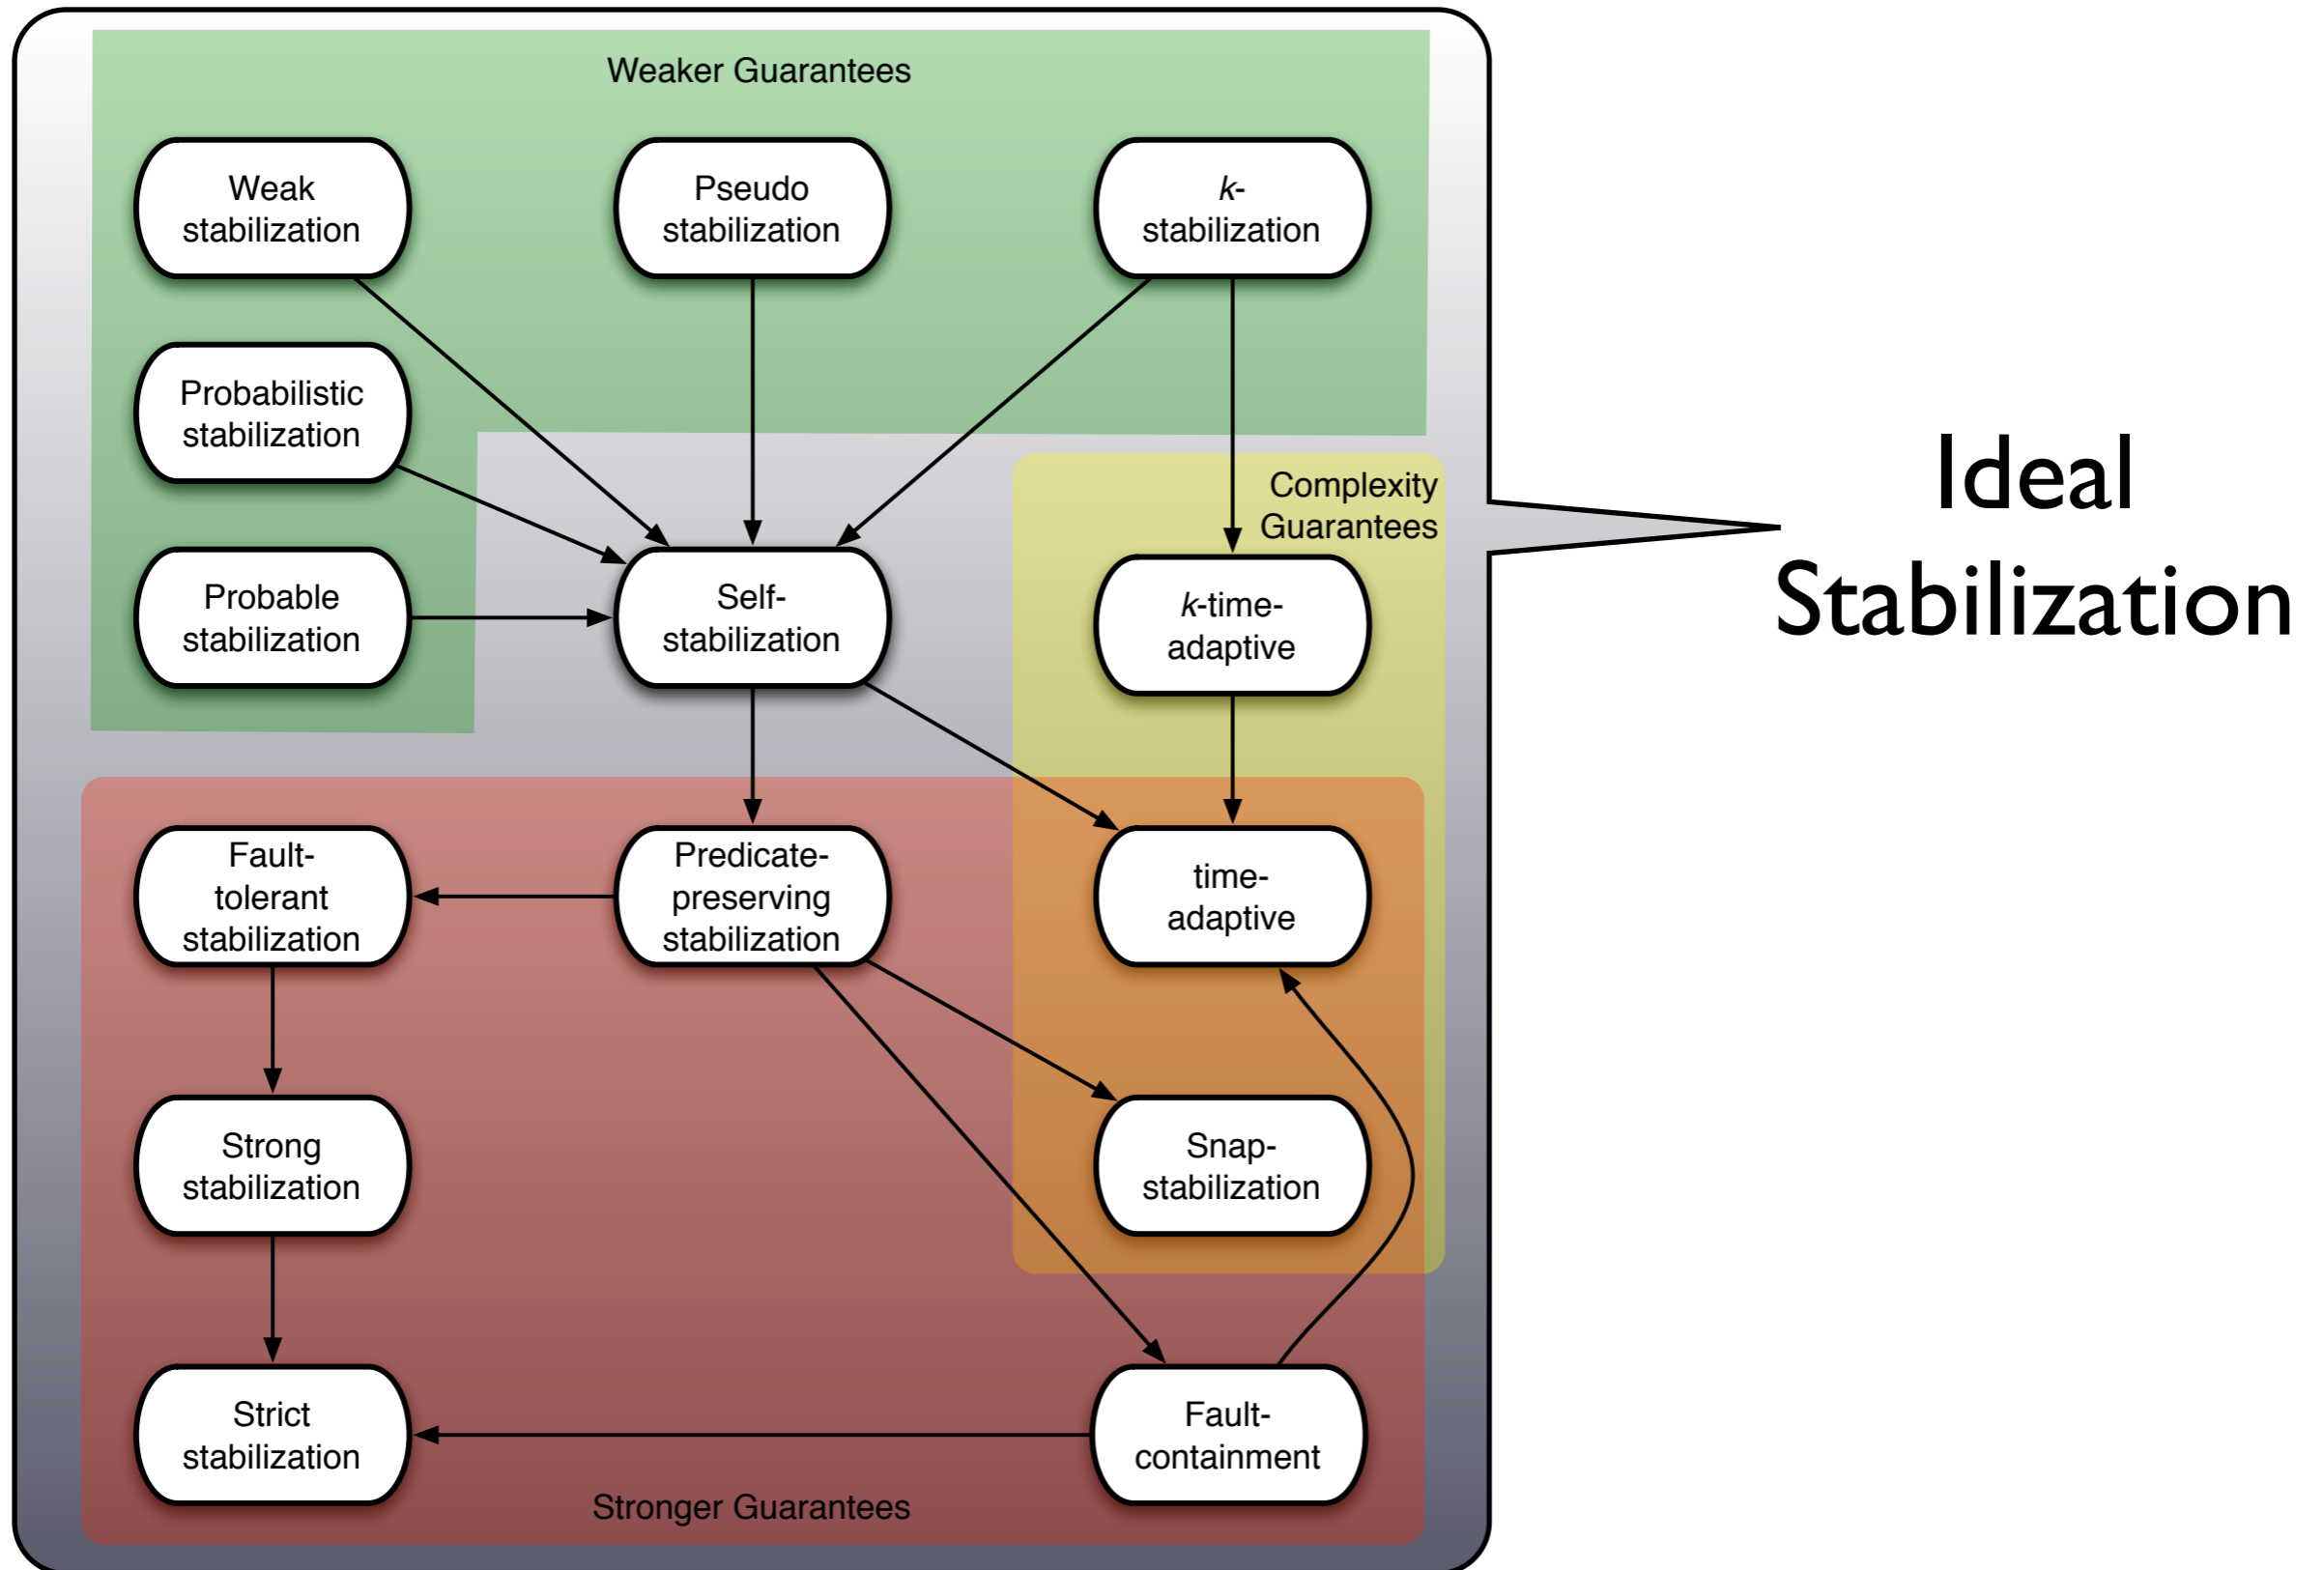 Weaker Guarantees
Weak
stabilization
Pseudo
stabilization
k-
stabilization
Probabilistic
stabilization
Complexity
Guarantees
Probable
stabilization
Self-
stabilization
k-time-
adaptive
Fault-
tolerant
stabilization
Predicate-
preserving
stabilization
time-
adaptive
Strong
stabilization
Snap-
stabilization
Strict
stabilization
Fault-
containment
Stronger Guarantees
Ideal
Stabilization